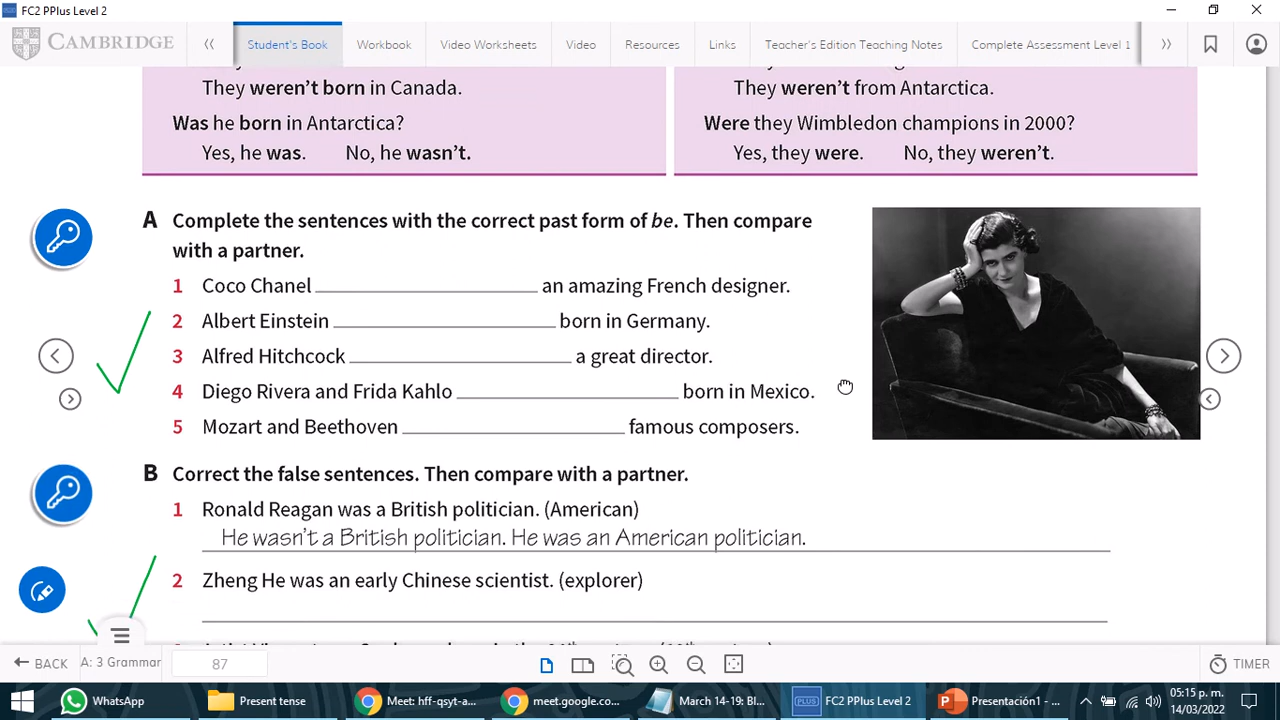 FC2 PPlus Level 2
CAMBRIDGE
Student's Book
Workbook
Video Worksheets
Video
Resources
Link
Teacher's Edition Teaching Notes
Complete Assessment Level 1
They weren't born in Canada.
Was he born in Antarctica?
Yes, he was. No, he wasn't.
They weren't from Antarctica.
Were they Wimbledon champions in 2000?
Yes, they were. No, they weren't.
A Complete the sentences with the correct past form of be. Then compare
with a partner.
1 Coco Chanel ____ an amazing French designer.
2 Albert Einstein ____ born in Germany.
3 Alfred Hitchcock ____ a great director.
4 Diego Rivera and Frida Kahlo ____ born in Mexico.
5 Mozart and Beethoven ____ famous composers.
B Correct the false sentences. Then compare with a partner.
1 Ronald Reagan was a British politician. (American)
He wasn't a British politician. He was an American politician.
2 Zheng He was an early Chinese scientist. (explorer)
BACK
A: 3 Grammar
87
TIMER
WhatsApp
Present tense
Meet: hff-qsyt-a...
meet.google.co...
March 14-19: Bl...
FC2 PPlus Level 2
Presentación1 - ...
05:15 p. m.
14/03/2022